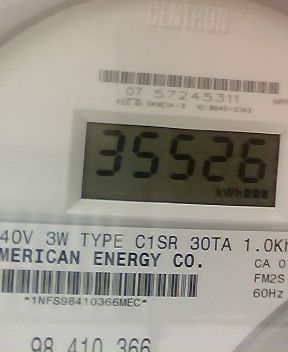 CENTRON®
07 57245311
35526
kWh
40V 3W TYPE C1SR 30TA 1.0Kh
MERICAN ENERGY CO.
CA 0
FM2S
60Hz
*1NFS98410366MEC*
98 410 366